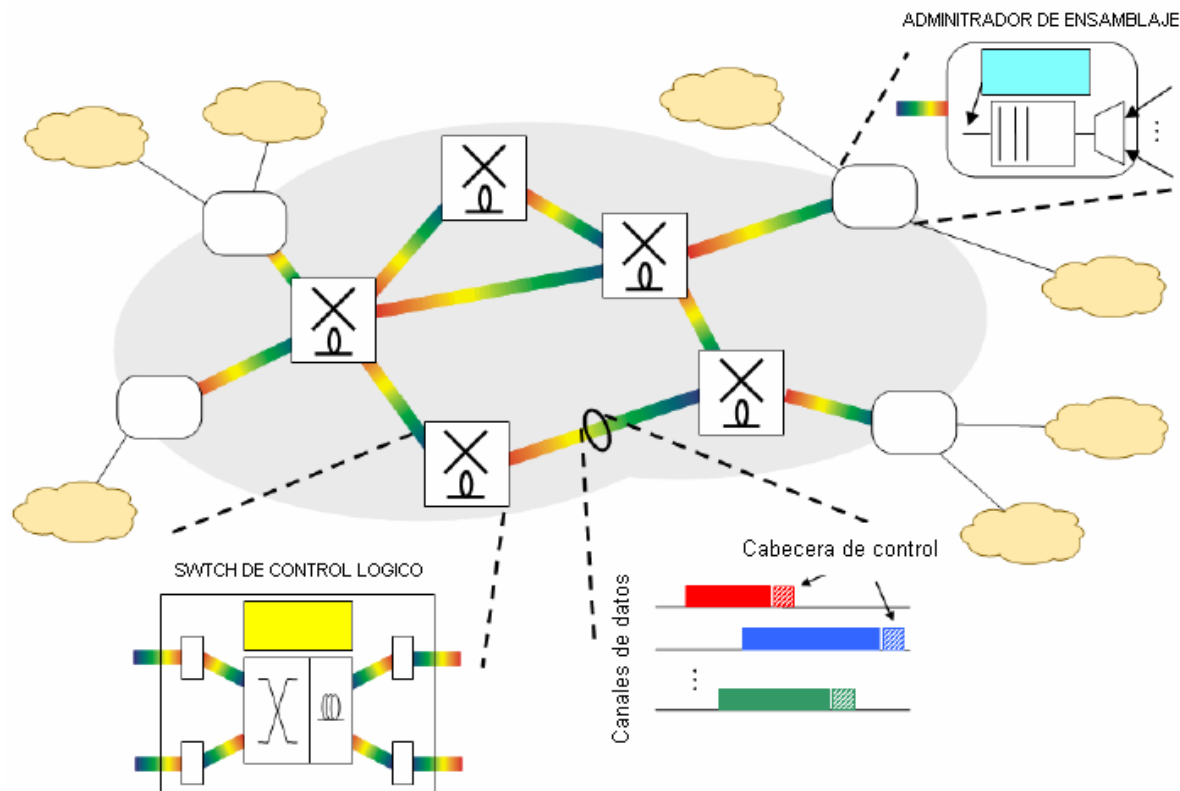 ADMINITRADOR DE ENSAMBLAJE
SWTCH DE CONTROL LOGICO
Cabecera de control
Canales de datos